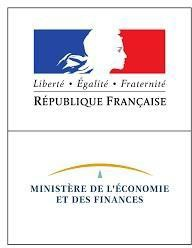 Liberté • Égalité • Fraternité
RÉPUBLIQUE FRANÇAISE
MINISTÈRE DE L'ÉCONOMIE
ET DES FINANCES